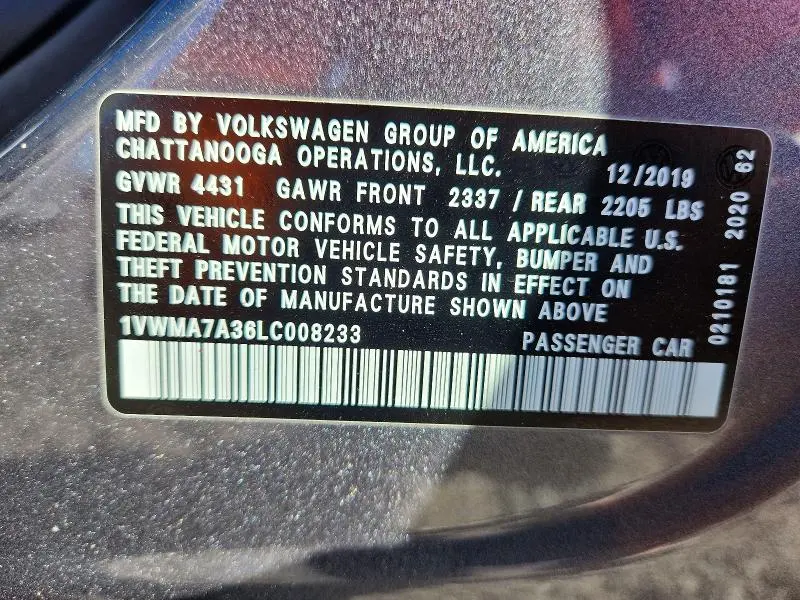 MFD BY VOLKSWAGEN GROUP OF AMERICA
CHATTANOOGA OPERATIONS, LLC. 12/2019
GVWR 4431 GAWR FRONT 2337 / REAR 2205 LBS
THIS VEHICLE CONFORMS TO ALL APPLICABLE U.S.
FEDERAL MOTOR VEHICLE SAFETY, BUMPER AND
THEFT PREVENTION STANDARDS IN EFFECT ON
THE DATE OF MANUFACTURE SHOWN ABOVE
1VWMA7A36LC008233 PASSENGER CAR
0210181 2020 62